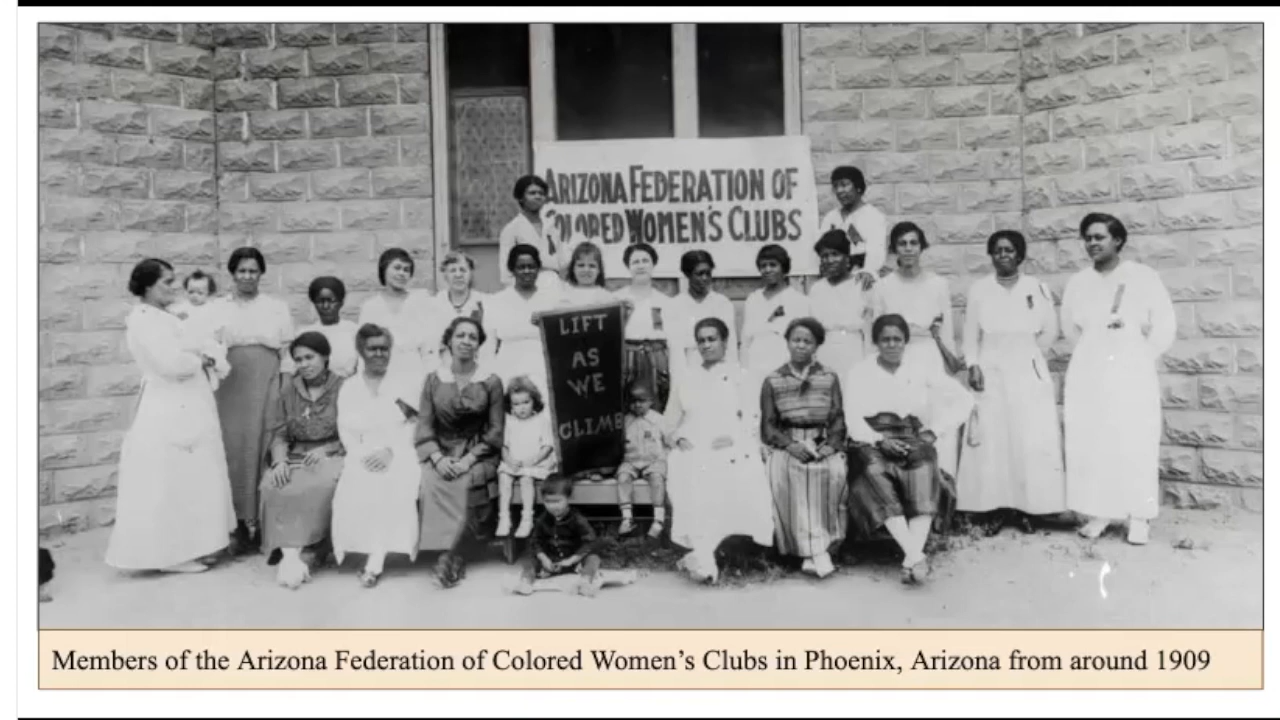 ARIZONA FEDERATION OF
COLORED WOMEN'S CLUBS
LIFT
AS
WE
CLIMB
Members of the Arizona Federation of Colored Women's Clubs in Phoenix, Arizona from around 1909